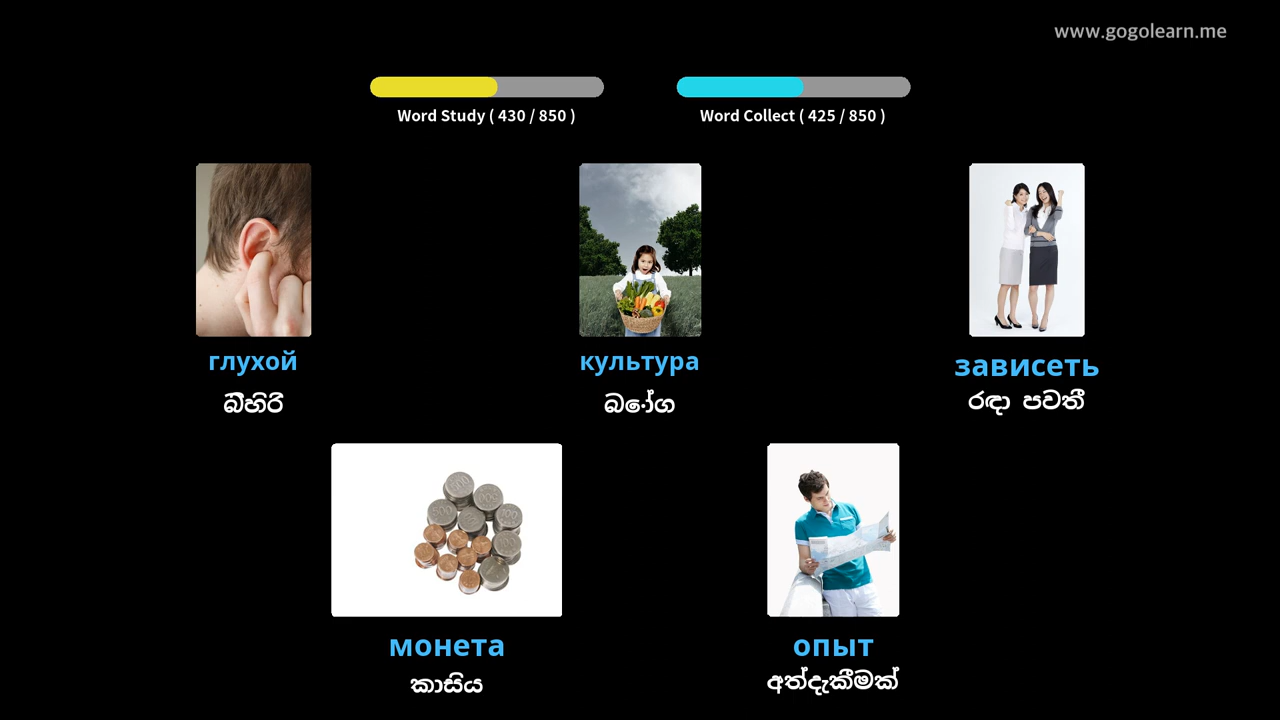 www.gogolearn.me
Word Study ( 430 / 850 )
Word Collect ( 425 / 850 )
глухой
культура
зависеть
බිහිරි
බෝග
රඳා පවතී
монета
опыт
කාසිය
අත්දැකීමක්